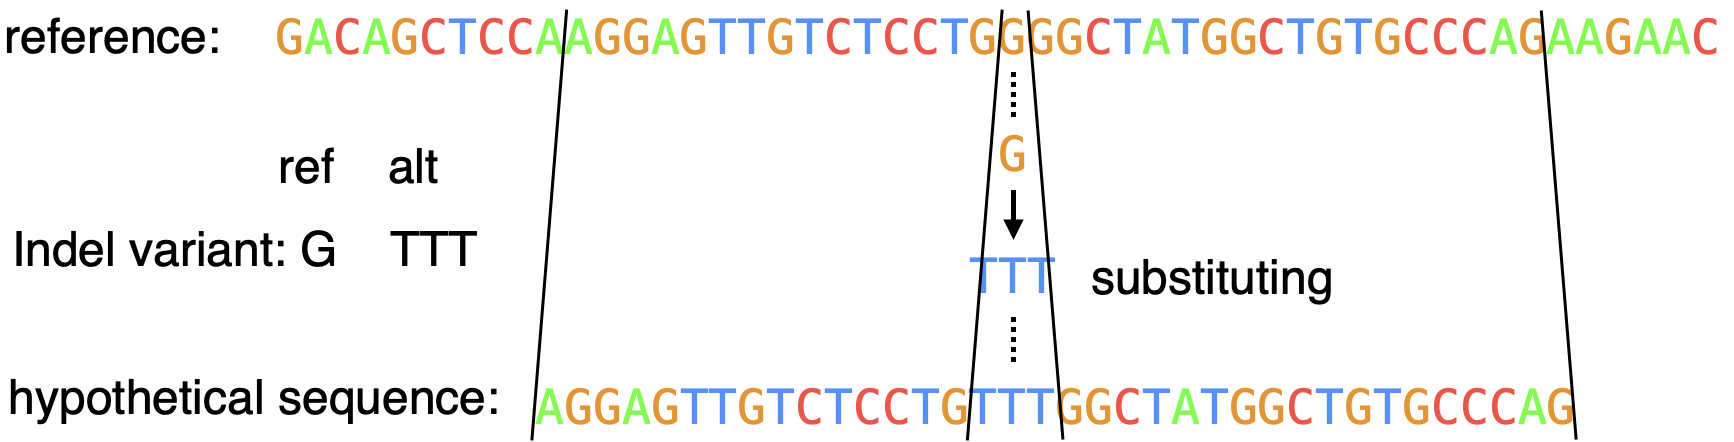 reference: GACAGCTCCAAGGAGTTGTCTCCTGGGGCTATGGCTGTGCCCAGAAGAAC
G
ref alt
Indel variant: G TTT
TTT substituting
hypothetical sequence: AGGAGTTGTCTCCTGTTTGGCTATGGCTGTGCCCAG